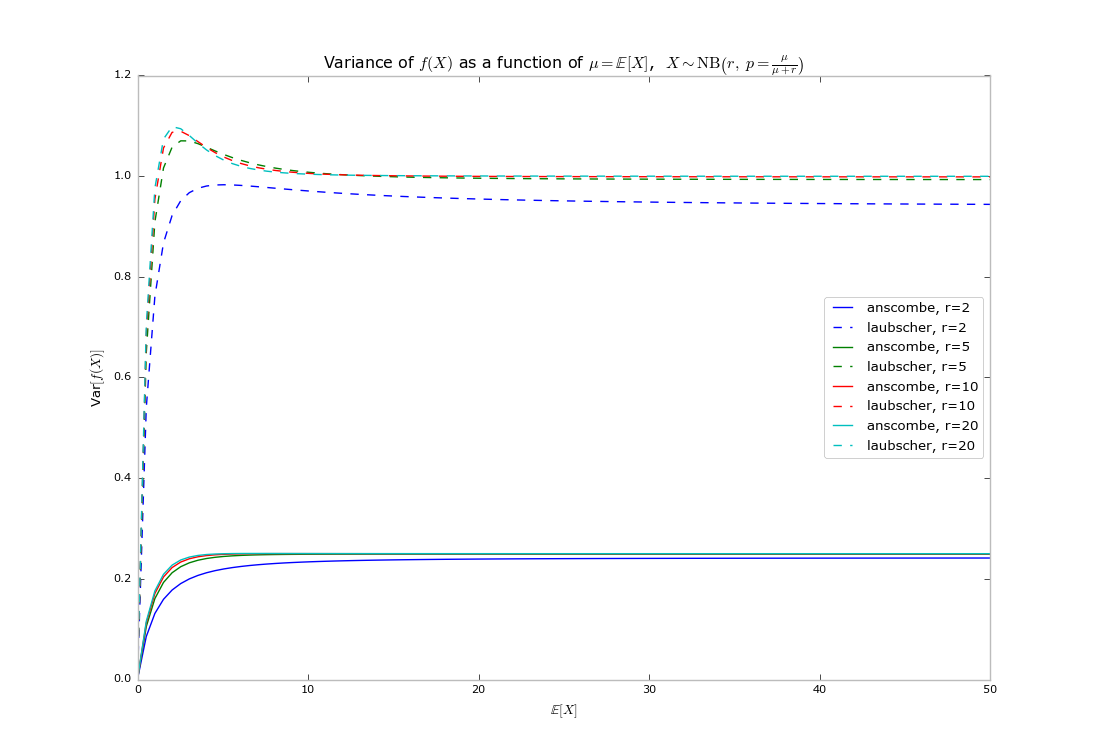 Variance of f(X) as a function of μ=𝔼[X], X∼NB(r, p=μ/(μ+r))
1.2
1.0
0.8
0.6
0.4
0.2
0.0
Var[f(X)]
anscombe, r=2
laubscher, r=2
anscombe, r=5
laubscher, r=5
anscombe, r=10
laubscher, r=10
anscombe, r=20
laubscher, r=20
0 10 20 30 40 50
𝔼[X]